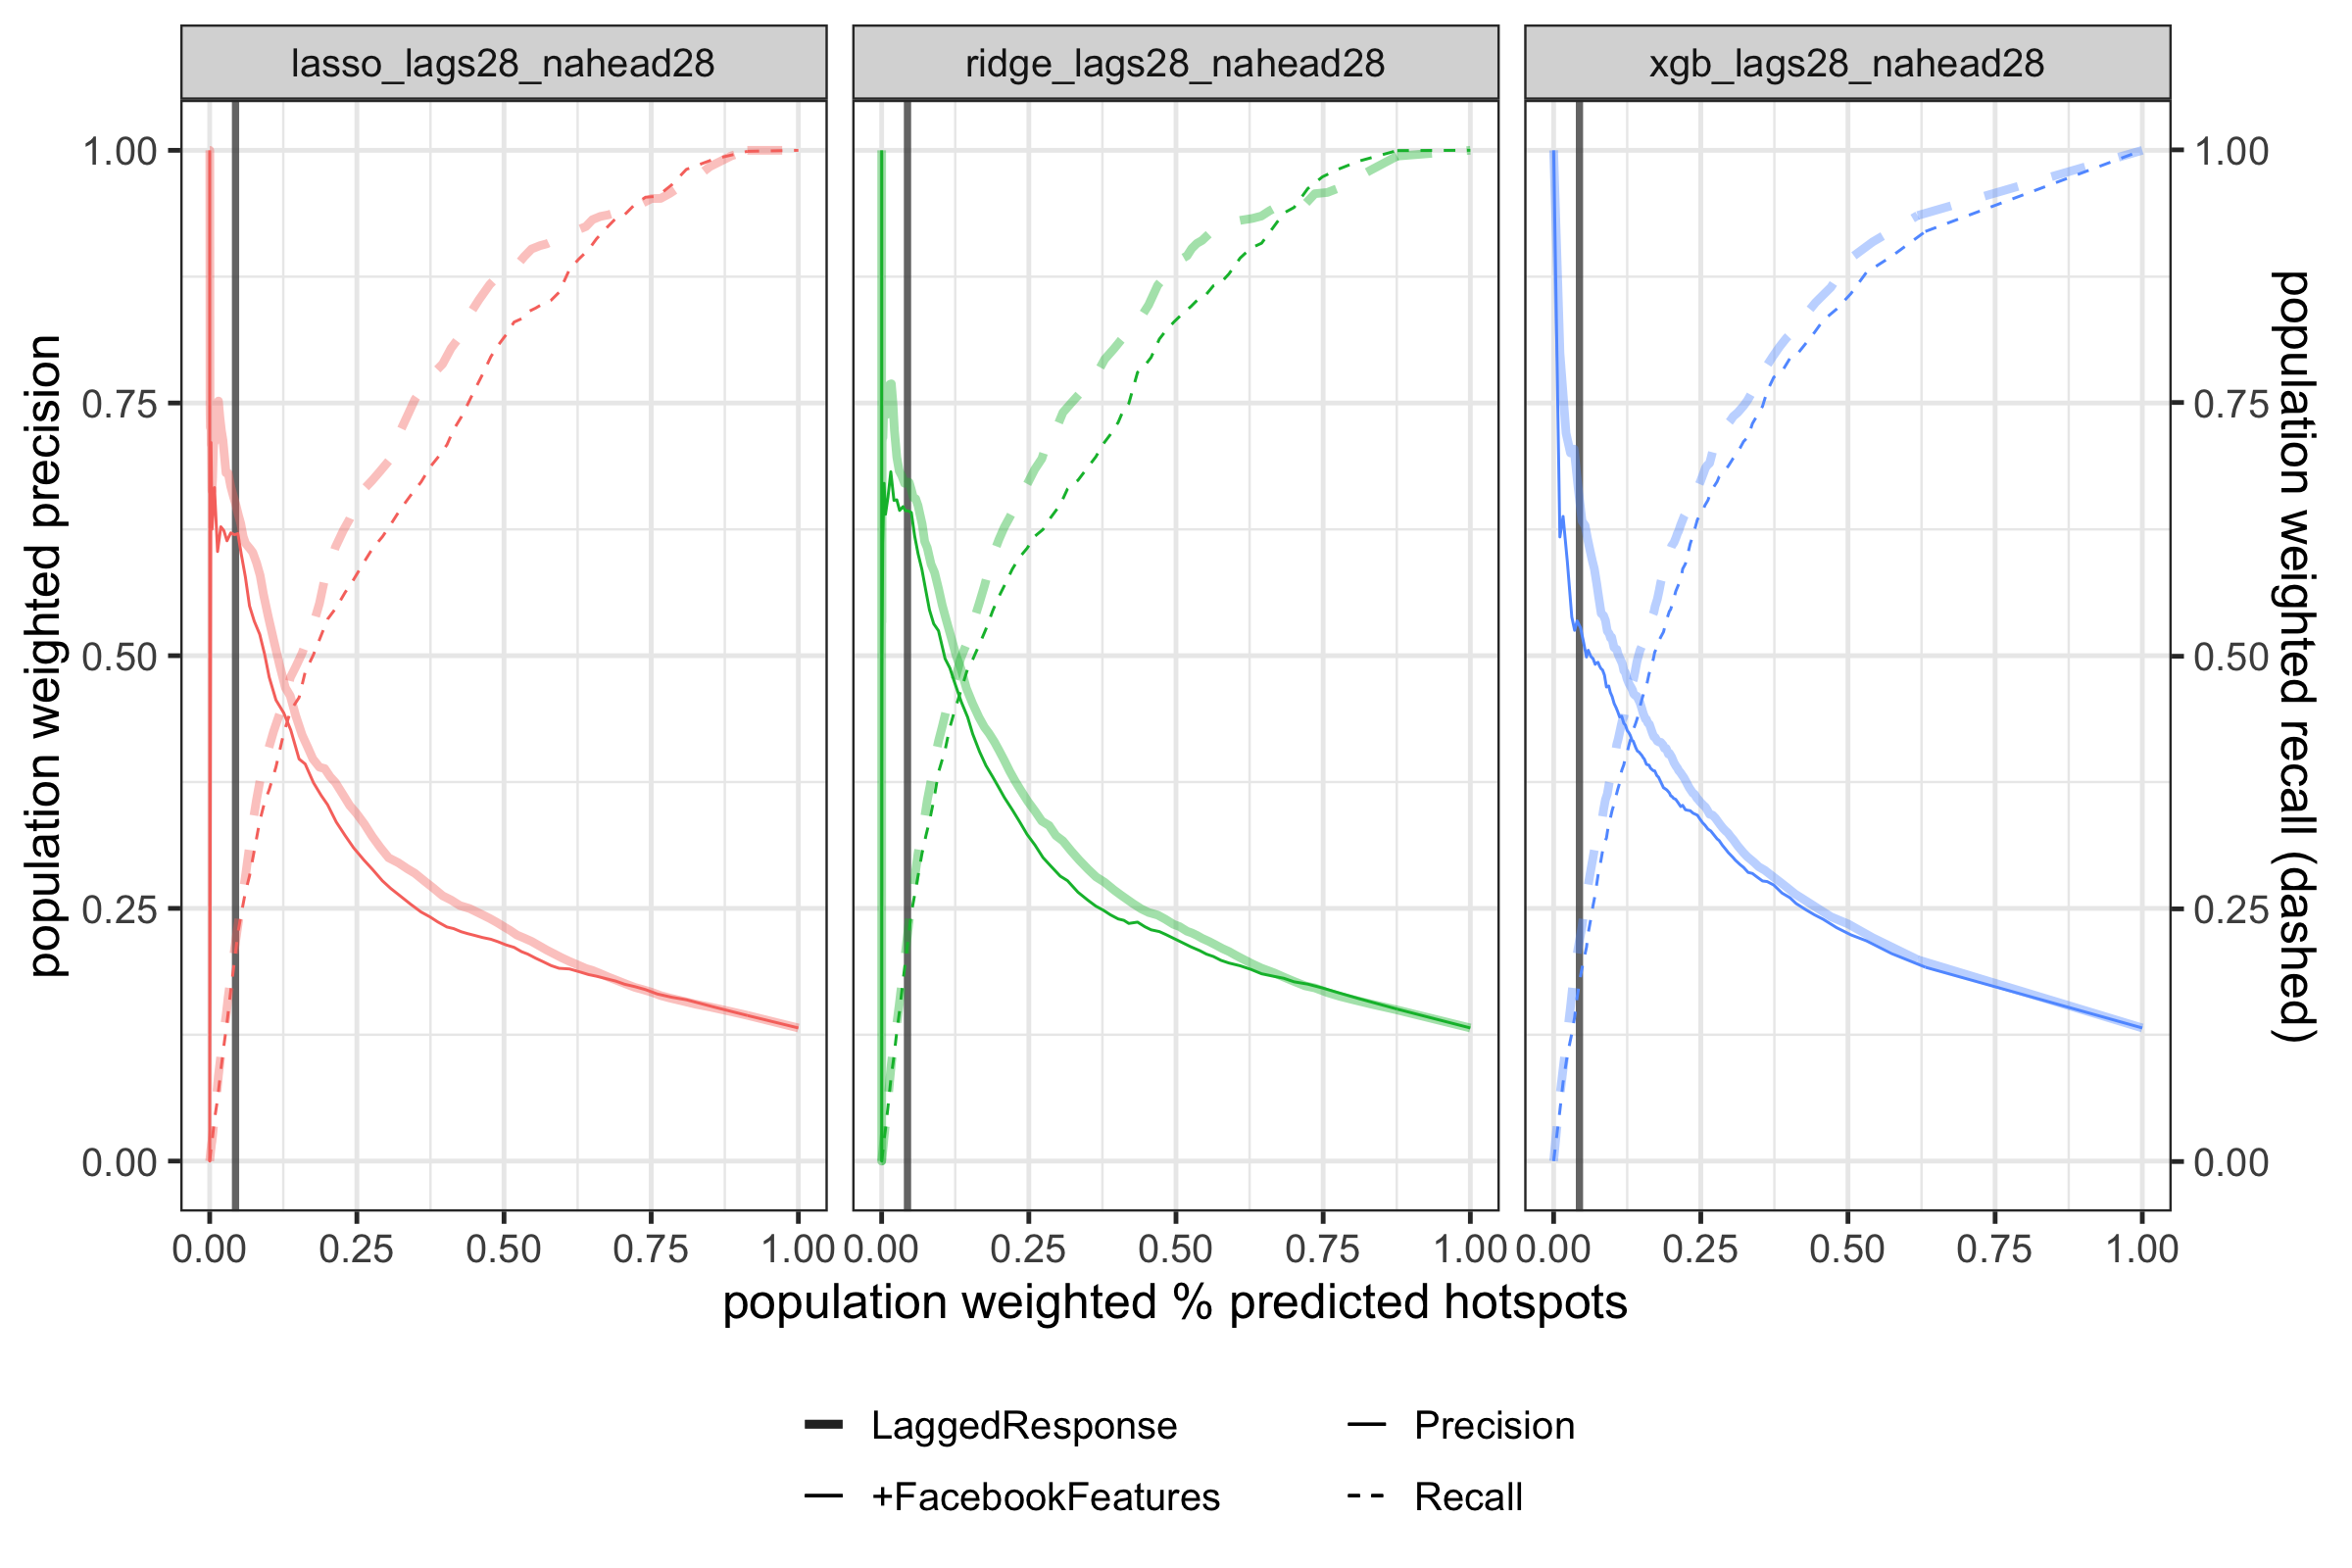 lasso_lags28_nahead28
ridge_lags28_nahead28
xgb_lags28_nahead28
population weighted precision
1.00
0.75
0.50
0.25
0.00
1.00
0.75
0.50
0.25
0.00
population weighted recall (dashed)
0.00 0.25 0.50 0.75 1.00
0.00 0.25 0.50 0.75 1.00
0.00 0.25 0.50 0.75 1.00
population weighted % predicted hotspots
LaggedResponse
+FacebookFeatures
Precision
Recall